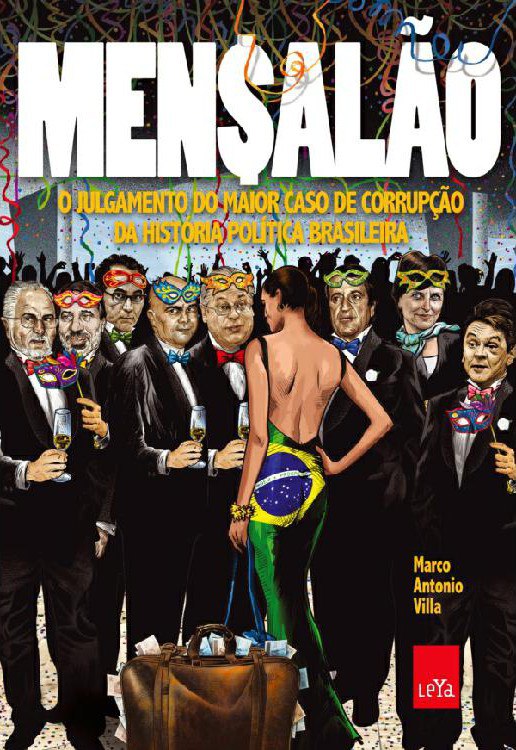 MEN$ALÃO
O JULGAMENTO DO MAIOR CASO DE CORRUPÇÃO
DA HISTÓRIA POLÍTICA BRASILEIRA
Marco
Antonio
Villa
LeYa